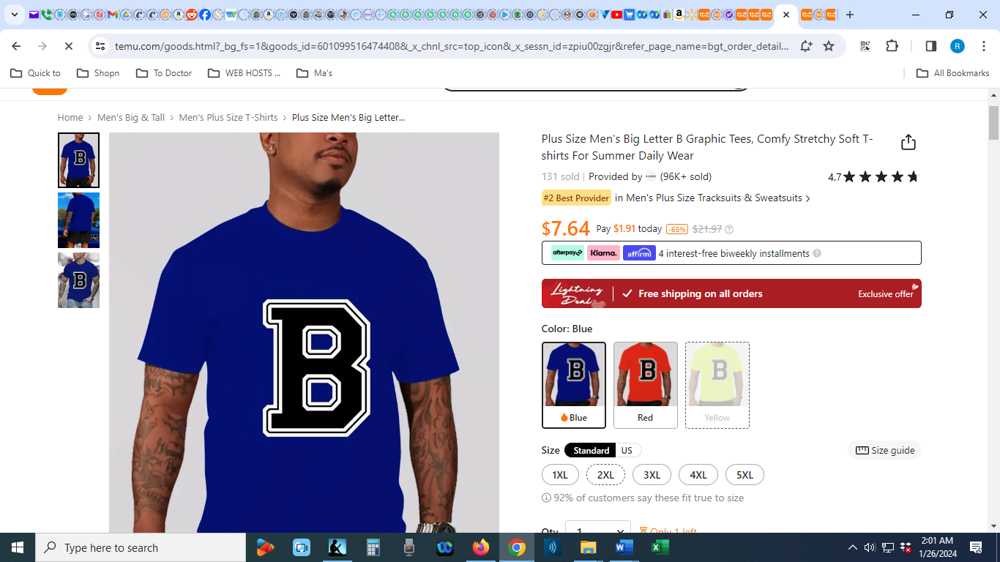 temu.com/goods.html?_bg_fs=1&goods_id=601099516474408&_x_chnl_src=top_icon&_x_sessn_id=zpiu00zgjr&refer_page_name=bgt_order_detail...
R
Quick to
Shopn
To Doctor
WEB HOSTS ...
Ma's
All Bookmarks
Home > Men's Big & Tall > Men's Plus Size T-Shirts > Plus Size Men's Big Letter...
Plus Size Men's Big Letter B Graphic Tees, Comfy Stretchy Soft T-
shirts For Summer Daily Wear
131 sold | Provided by (96K+ sold)
4.7
#2 Best Provider in Men's Plus Size Tracksuits & Sweatsuits >
$7.64 Pay $1.91 today -65% $21.97
afterpay Klarna. affirm 4 interest-free biweekly installments
Lightning Deal Free shipping on all orders Exclusive offer
B
Color: Blue
B
B
B
Blue
Red
Yellow
Size Standard US Size guide
1XL 2XL 3XL 4XL 5XL
92% of customers say these fit true to size
Qty 1 Only 1 left
Type here to search
2:01 AM
1/26/2024